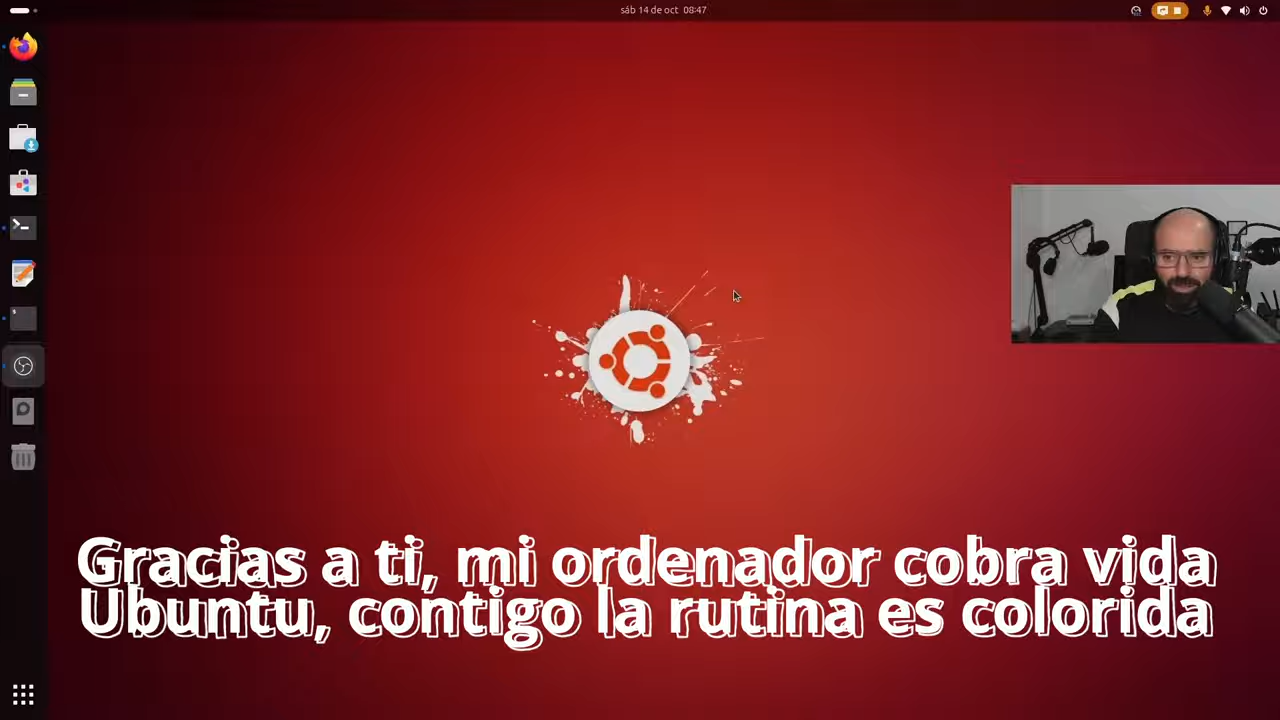 sáb 14 de oct 08:47
Gracias a ti, mi ordenador cobra vida
Ubuntu, contigo la rutina es colorida